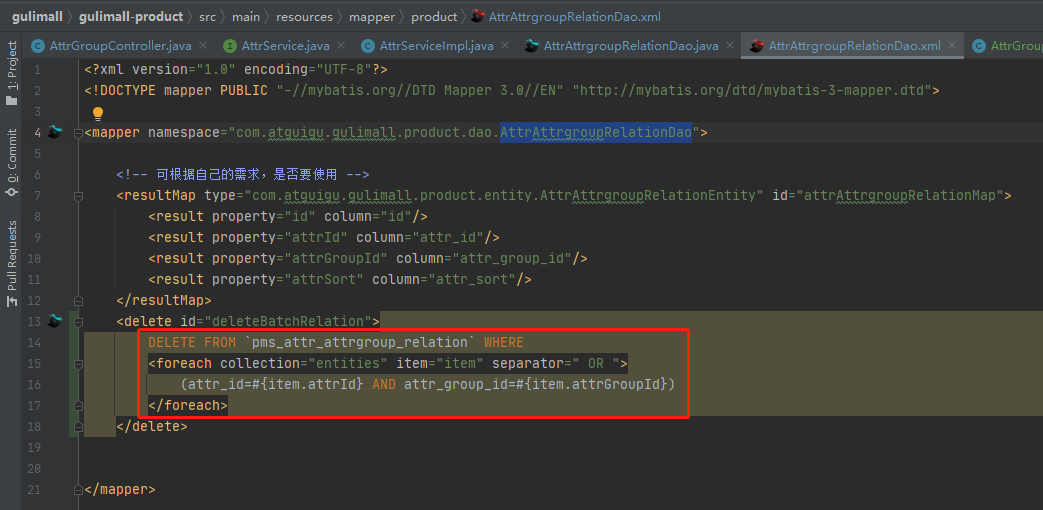 gulimall gulimall-product src main resources mapper product AttrAttrgroupRelationDao.xml
AttrGroupController.java AttrService.java AttrServiceImpl.java AttrAttrgroupRelationDao.java AttrAttrgroupRelationDao.xml AttrGrou
1: Project
0: Commit
Pull Requests
1 <?xml version="1.0" encoding="UTF-8"?>
2 <!DOCTYPE mapper PUBLIC "-//mybatis.org//DTD Mapper 3.0//EN" "http://mybatis.org/dtd/mybatis-3-mapper.dtd">
3
4 <mapper namespace="com.atguigu.gulimall.product.dao.AttrAttrgroupRelationDao">
5
6 <!-- 可根据自己的需求，是否要使用 -->
7 <resultMap type="com.atguigu.gulimall.product.entity.AttrAttrgroupRelationEntity" id="attrAttrgroupRelationMap">
8 <result property="id" column="id"/>
9 <result property="attrId" column="attr_id"/>
10 <result property="attrGroupId" column="attr_group_id"/>
11 <result property="attrSort" column="attr_sort"/>
12 </resultMap>
13 <delete id="deleteBatchRelation">
14 DELETE FROM `pms_attr_attrgroup_relation` WHERE
15 <foreach collection="entities" item="item" separator=" OR ">
16 (attr_id=#{item.attrId} AND attr_group_id=#{item.attrGroupId})
17 </foreach>
18 </delete>
19
20
21 </mapper>